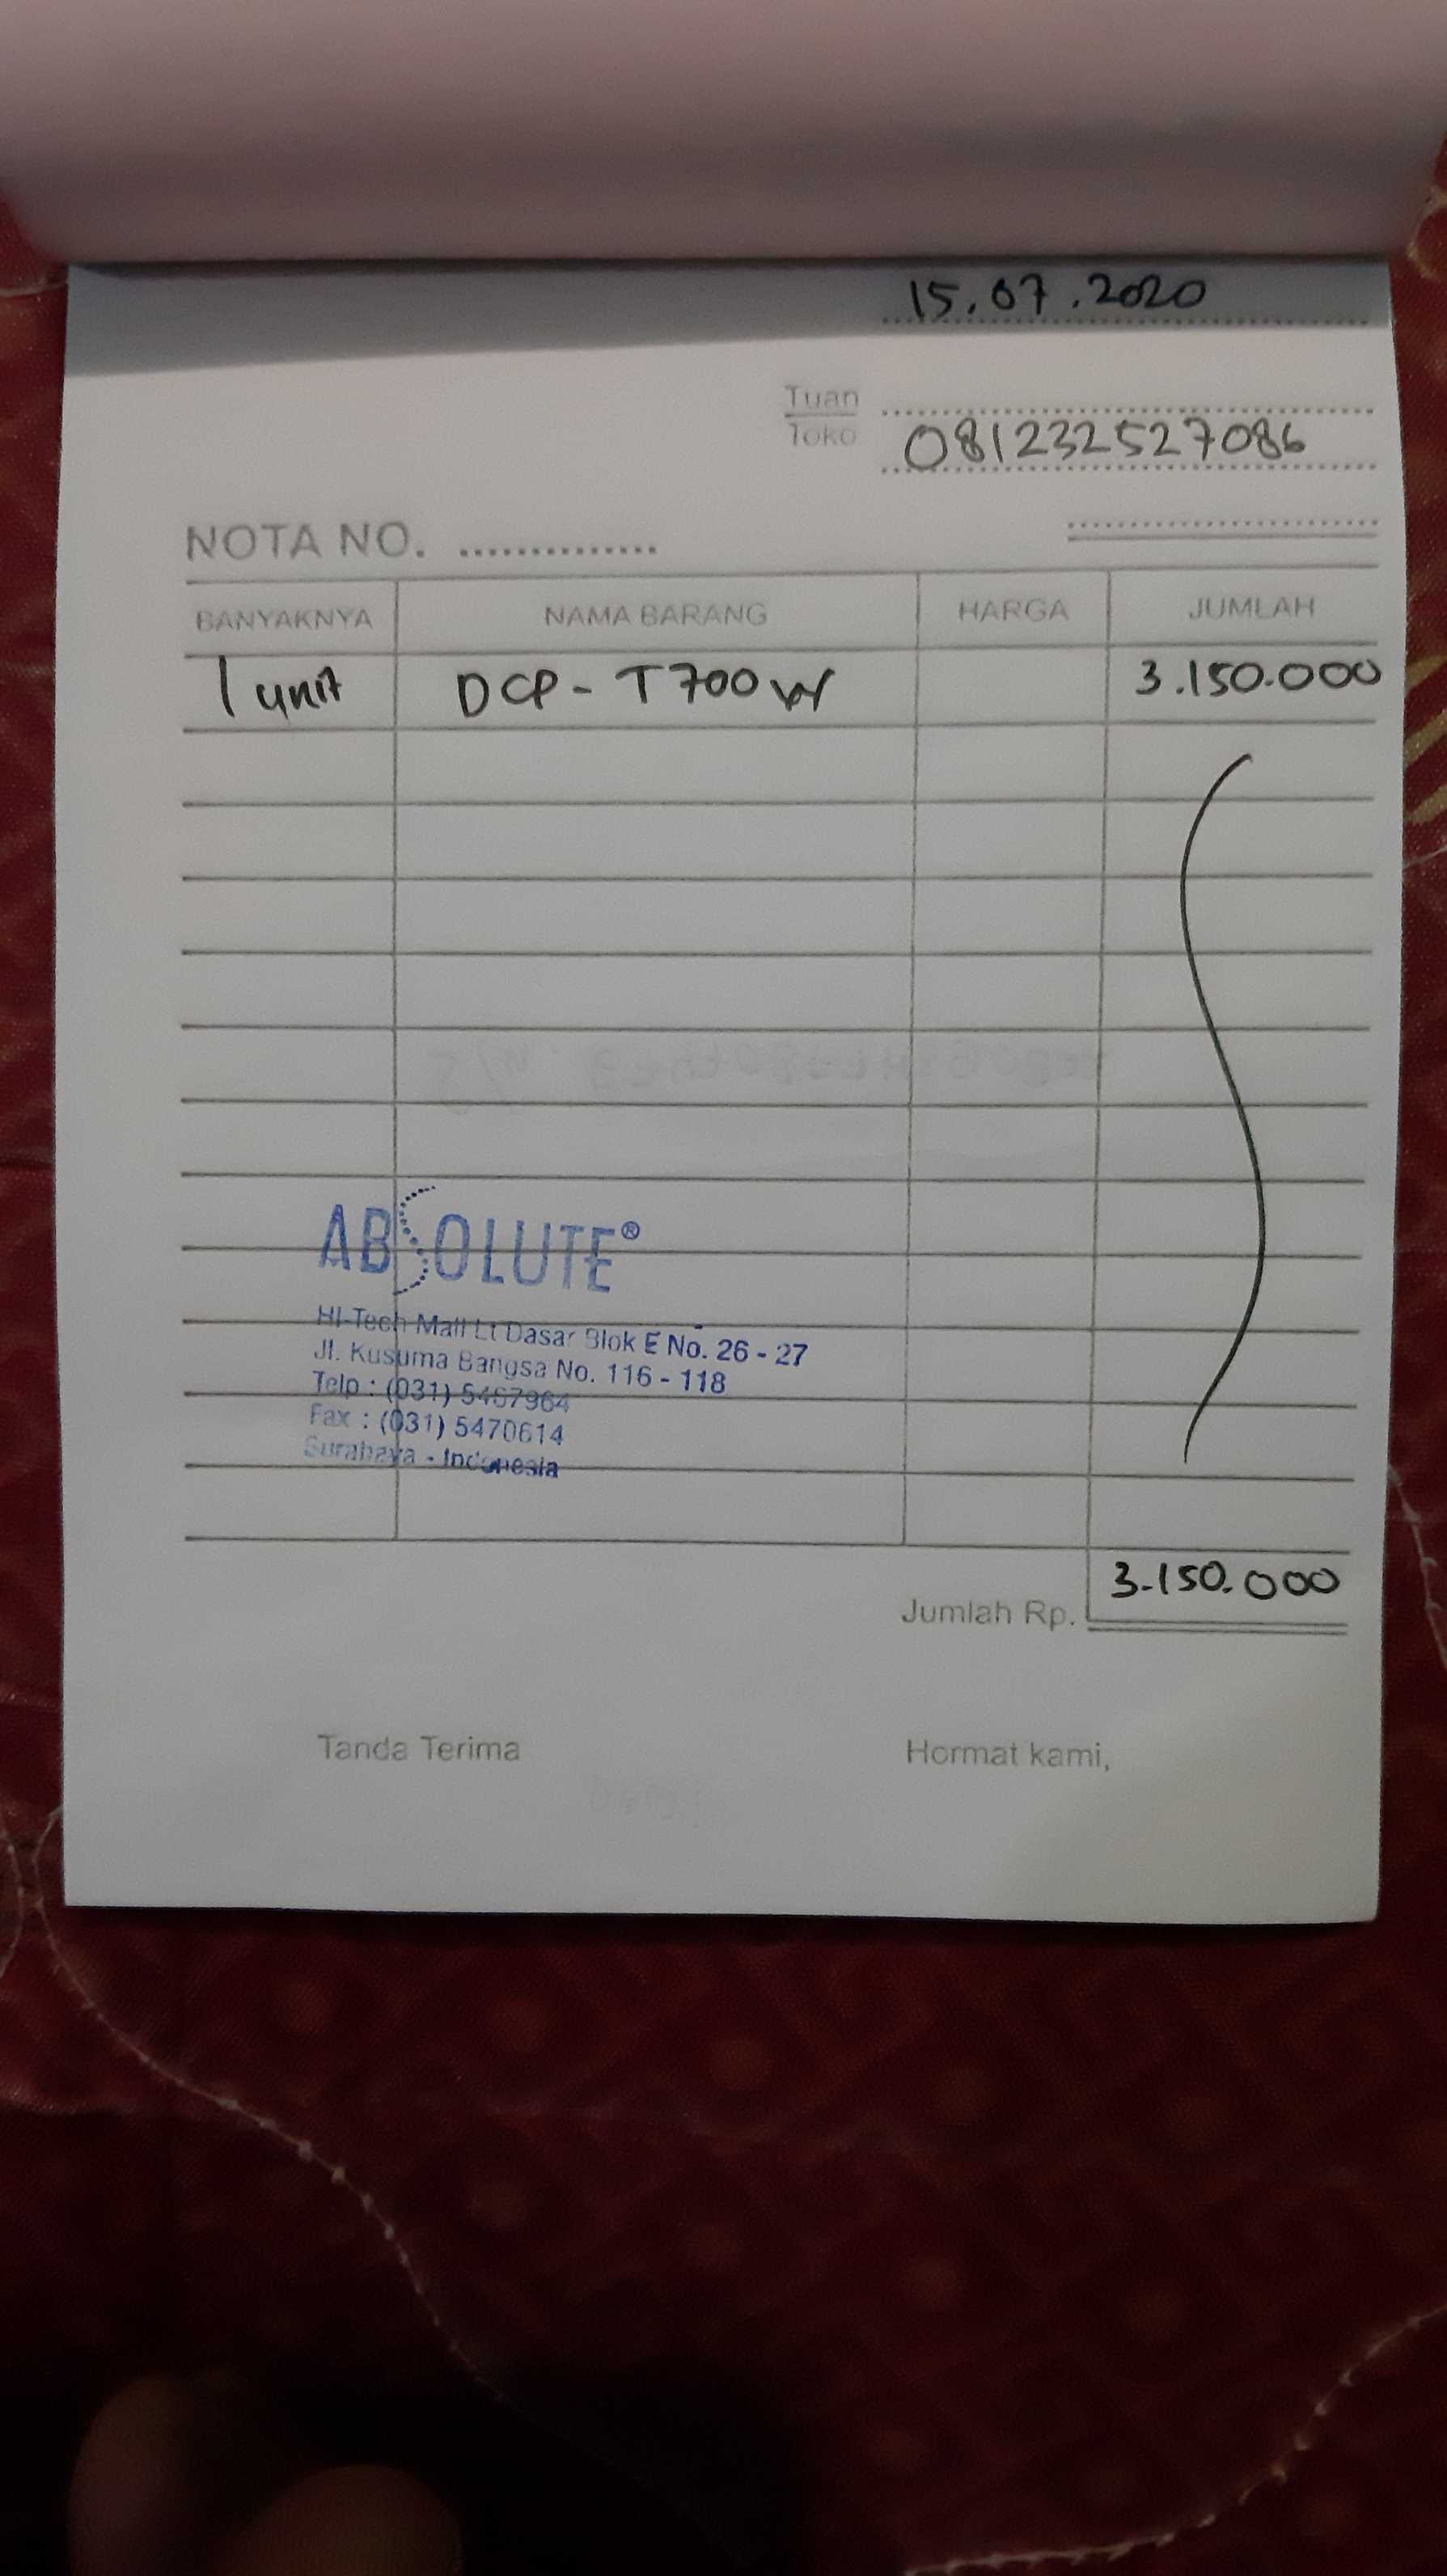 15.07.2020
Tuan
Toko 081232527086
NOTA NO. ..............
BANYAKNYA NAMA BARANG HARGA JUMLAH
1 unit DCP-T700W 3.150.000
ABSOLUTE®
HI-Tech Mall Lt Dasar Blok E No. 26 - 27
Jl. Kusuma Bangsa No. 116 - 118
Telp : (031) 5467964
Fax : (031) 5470614
Surabaya - Indonesia
3.150.000
Jumlah Rp.
Tanda Terima Hormat kami,